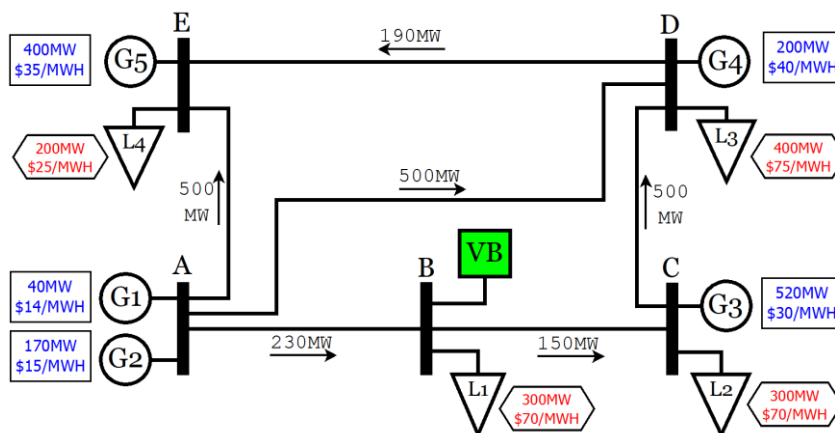 E
D
400MW
$35/MWH
G5
190MW
G4
200MW
$40/MWH
L4
200MW
$25/MWH
L3
400MW
$75/MWH
500
MW
500MW
500
MW
A
B
VB
C
40MW
$14/MWH
G1
G3
520MW
$30/MWH
170MW
$15/MWH
G2
230MW
150MW
L1
300MW
$70/MWH
L2
300MW
$70/MWH